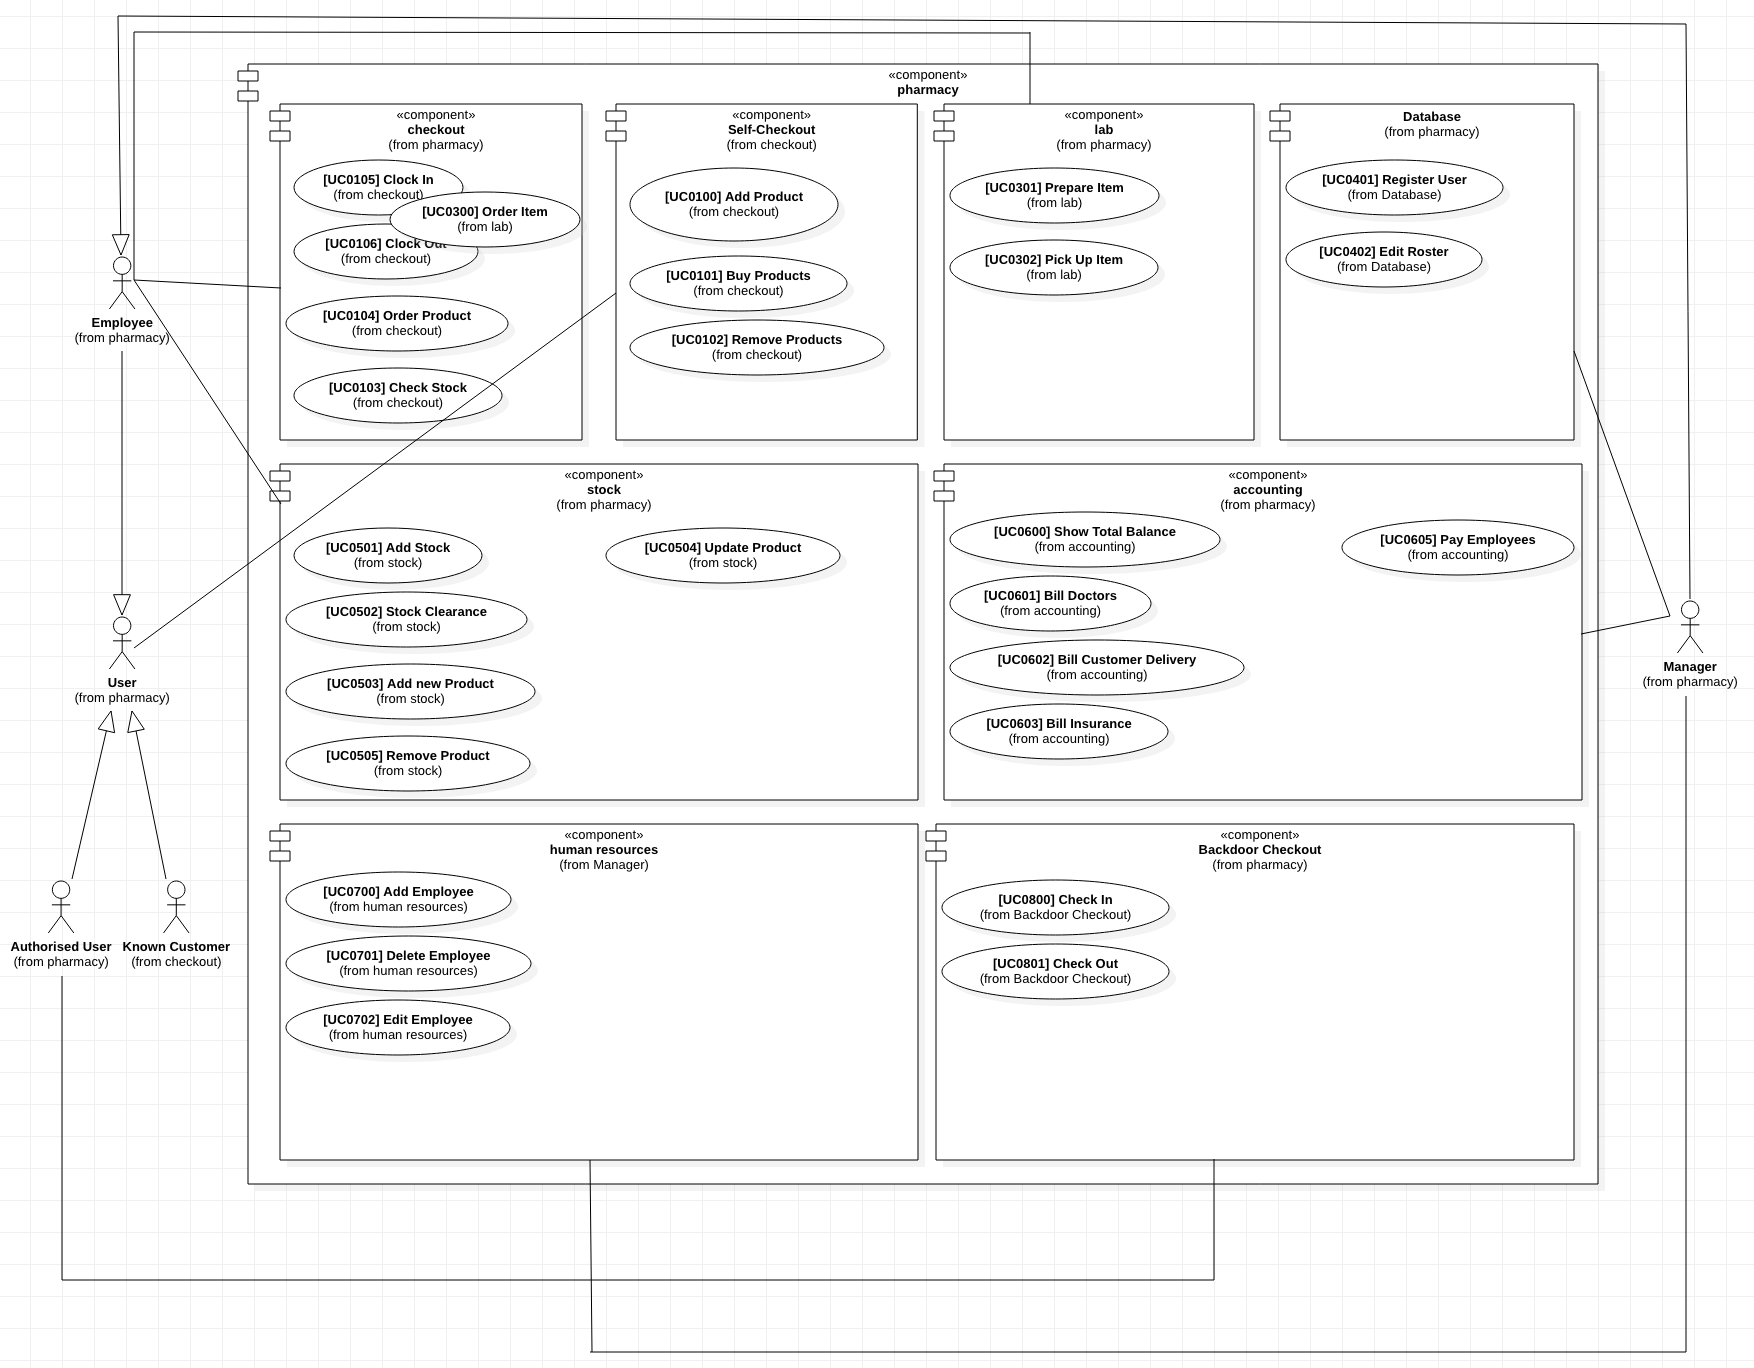 «component»
pharmacy
«component»
checkout
(from pharmacy)
[UC0105] Clock In
(from checkout)
[UC0300] Order Item
(from lab)
[UC0106] Clock Out
(from checkout)
[UC0104] Order Product
(from checkout)
[UC0103] Check Stock
(from checkout)
«component»
Self-Checkout
(from checkout)
[UC0100] Add Product
(from checkout)
[UC0101] Buy Products
(from checkout)
[UC0102] Remove Products
(from checkout)
«component»
lab
(from pharmacy)
[UC0301] Prepare Item
(from lab)
[UC0302] Pick Up Item
(from lab)
Database
(from pharmacy)
[UC0401] Register User
(from Database)
[UC0402] Edit Roster
(from Database)
Employee
(from pharmacy)
«component»
stock
(from pharmacy)
[UC0501] Add Stock
(from stock)
[UC0504] Update Product
(from stock)
[UC0502] Stock Clearance
(from stock)
[UC0503] Add new Product
(from stock)
[UC0505] Remove Product
(from stock)
«component»
accounting
(from pharmacy)
[UC0600] Show Total Balance
(from accounting)
[UC0605] Pay Employees
(from accounting)
[UC0601] Bill Doctors
(from accounting)
[UC0602] Bill Customer Delivery
(from accounting)
[UC0603] Bill Insurance
(from accounting)
User
(from pharmacy)
Manager
(from pharmacy)
«component»
human resources
(from Manager)
[UC0700] Add Employee
(from human resources)
[UC0701] Delete Employee
(from human resources)
[UC0702] Edit Employee
(from human resources)
«component»
Backdoor Checkout
(from pharmacy)
[UC0800] Check In
(from Backdoor Checkout)
[UC0801] Check Out
(from Backdoor Checkout)
Authorised User
(from pharmacy)
Known Customer
(from checkout)